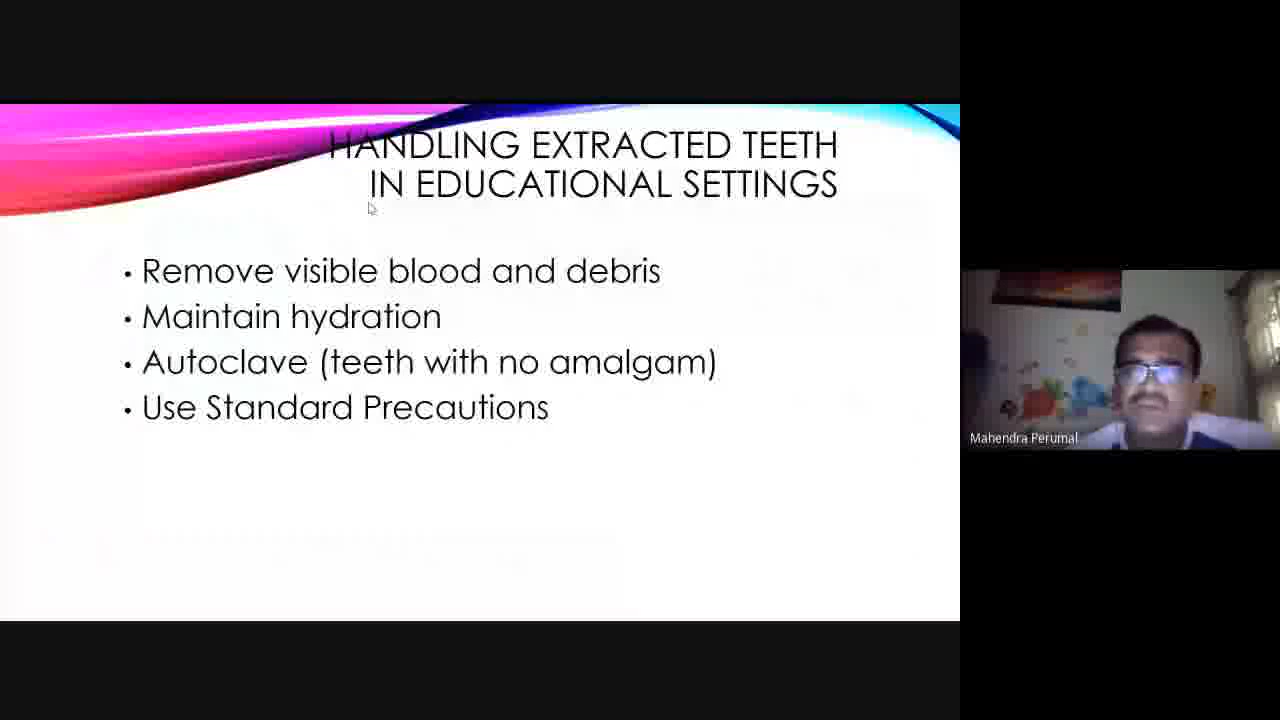 HANDLING EXTRACTED TEETH
IN EDUCATIONAL SETTINGS
• Remove visible blood and debris
• Maintain hydration
• Autoclave (teeth with no amalgam)
• Use Standard Precautions
Mahendra Perumal